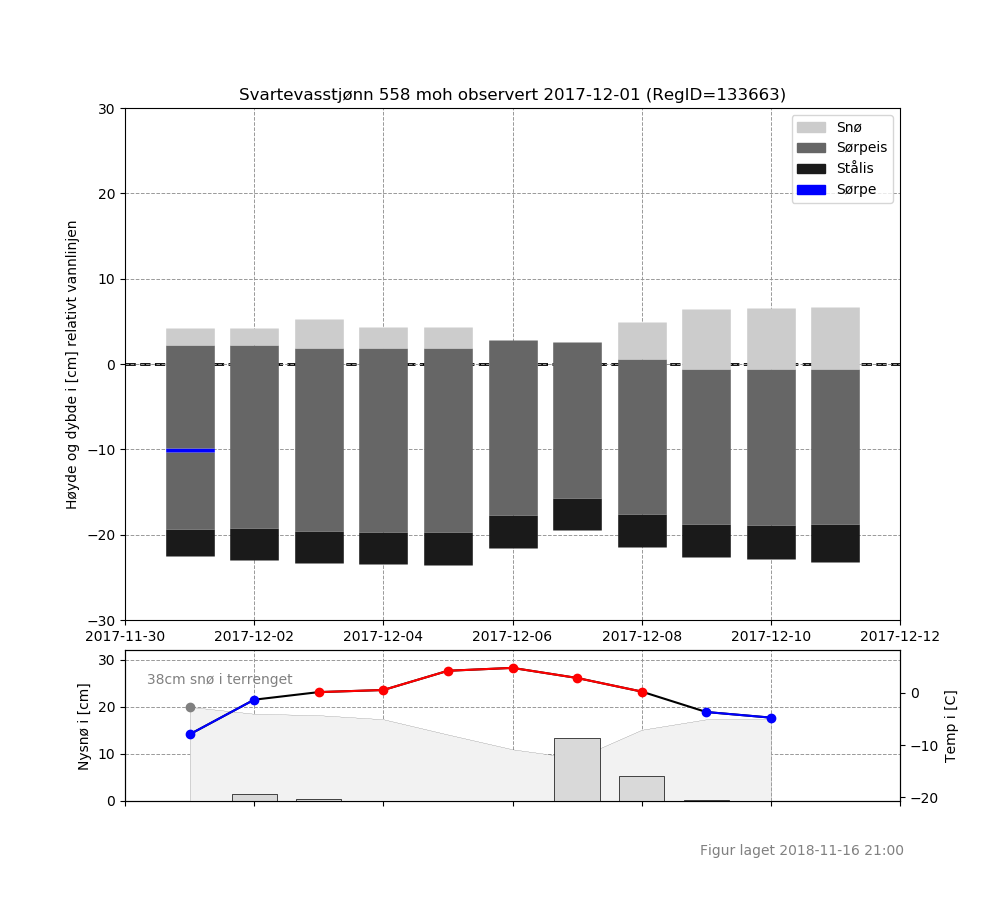 Svartevasstjønn 558 moh observert 2017-12-01 (RegID=133663)
Høyde og dybde i [cm] relativt vannlinjen
30
20
10
0
−10
−20
−30
Snø
Sørpeis
Stålis
Sørpe
2017-11-30 2017-12-02 2017-12-04 2017-12-06 2017-12-08 2017-12-10 2017-12-12
Nysnø i [cm]
30
20
10
0
38cm snø i terrenget
0
−10
−20
Temp i [C]
Figur laget 2018-11-16 21:00